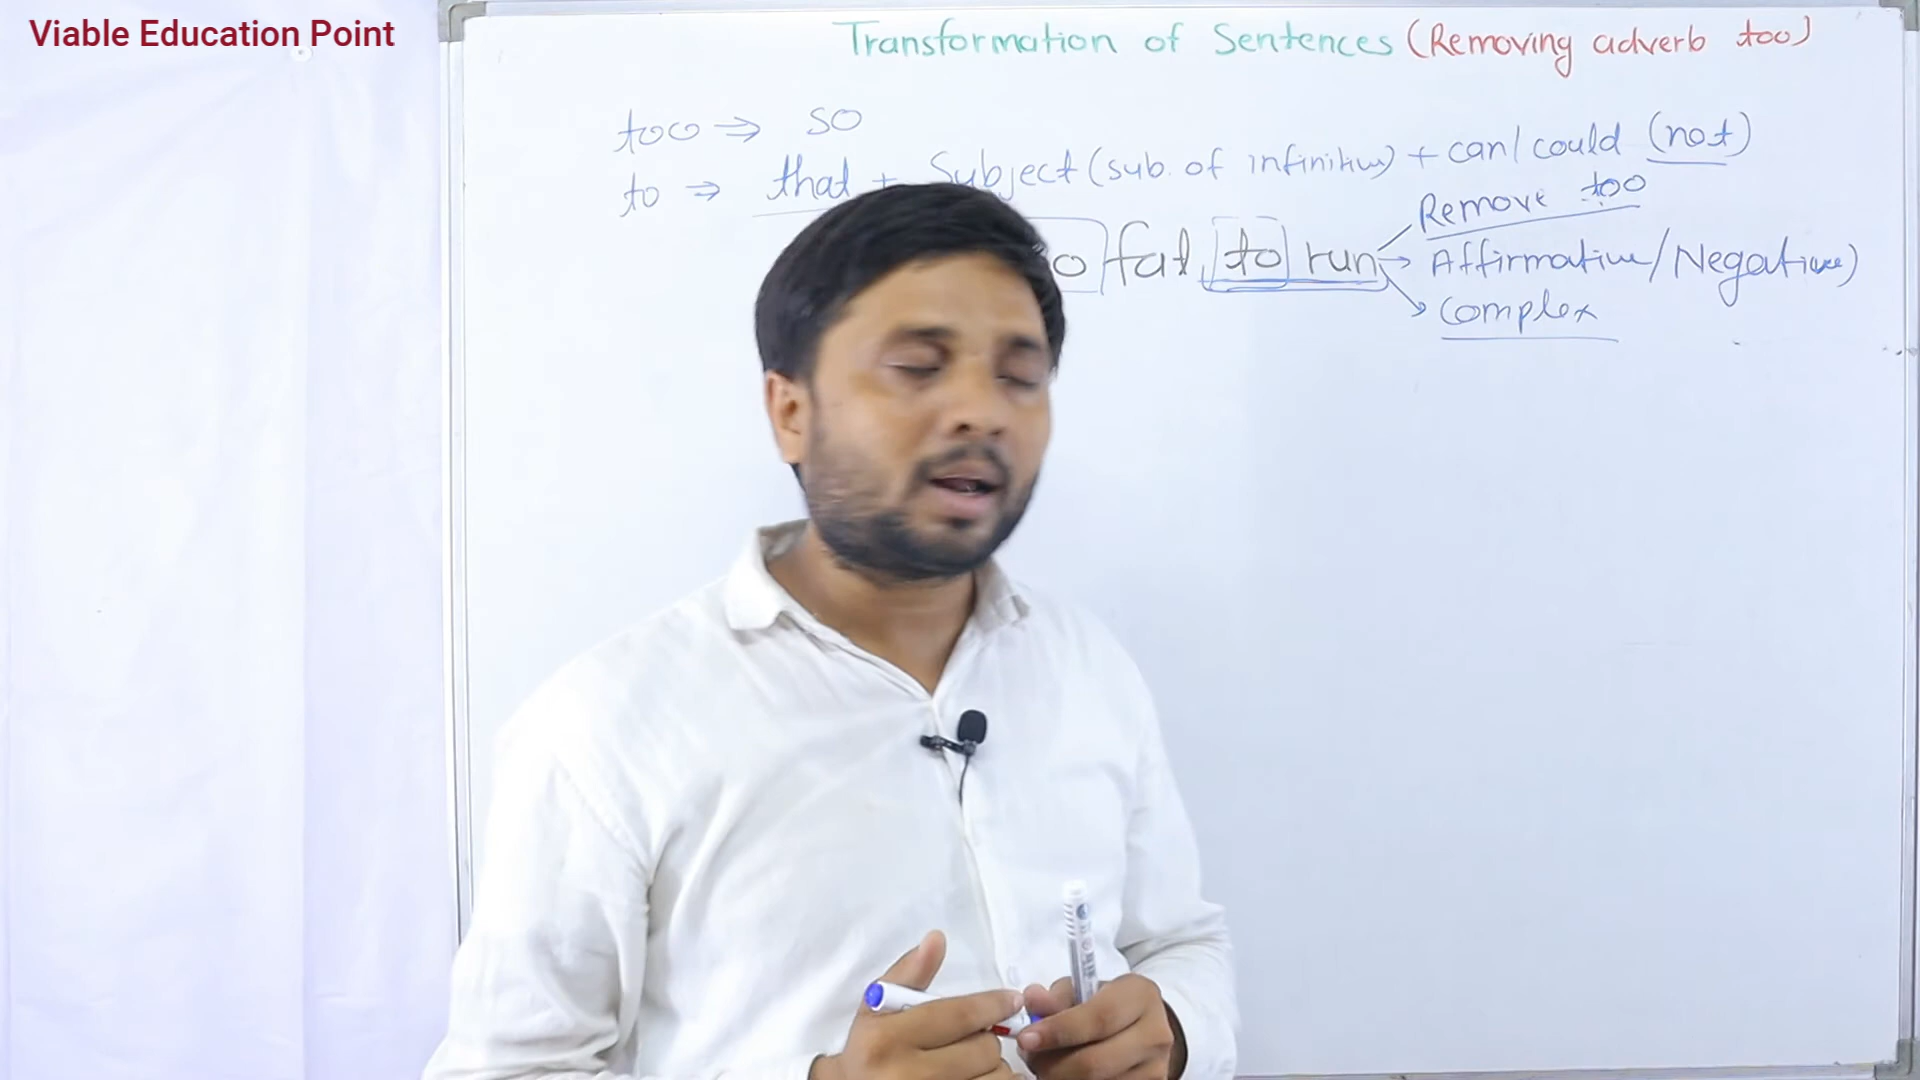 Viable Education Point
Transformation of Sentences (Removing adverb too)
too ⇒ so
to ⇒ that + Subject (sub. of infinitive) + can/could (not)
fat to run
Remove too
Affirmative/Negative)
Complex